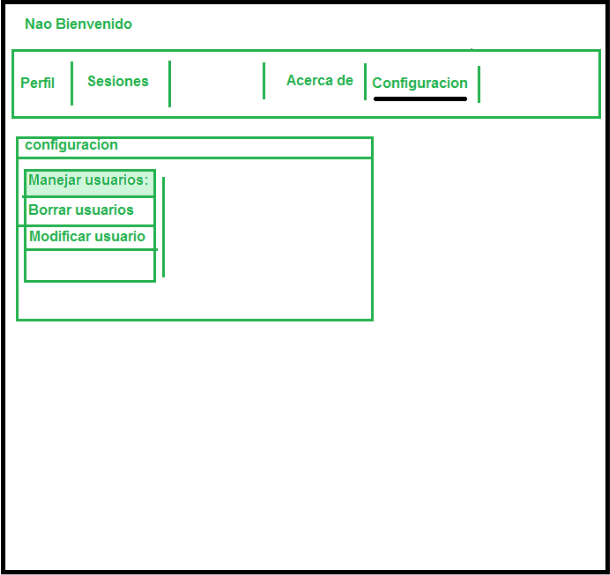 Nao Bienvenido
Perfil Sesiones Acerca de Configuracion
configuracion
Manejar usuarios:
Borrar usuarios
Modificar usuario